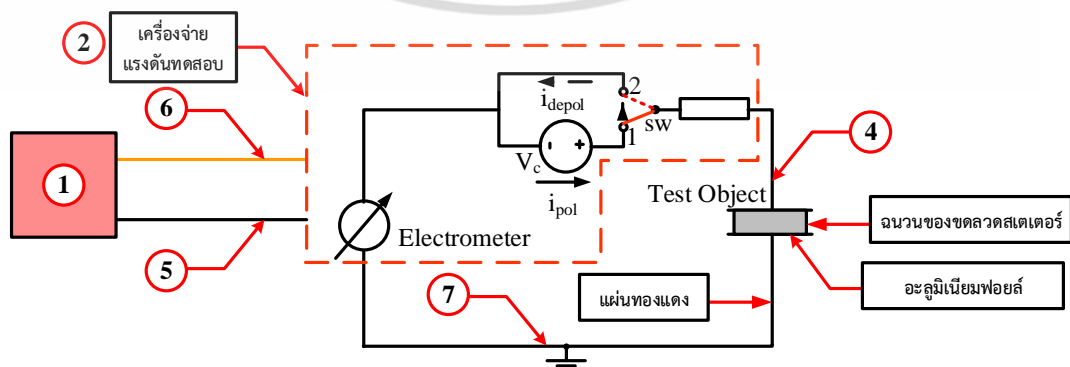 2
เครื่องจ่าย
แรงดันทดสอบ
6
1
5
i_depol
2
sw
1
V_c
i_pol
Electrometer
4
Test Object
ฉนวนของขดลวดสเตเตอร์
อะลูมิเนียมฟอยล์
แผ่นทองแดง
7